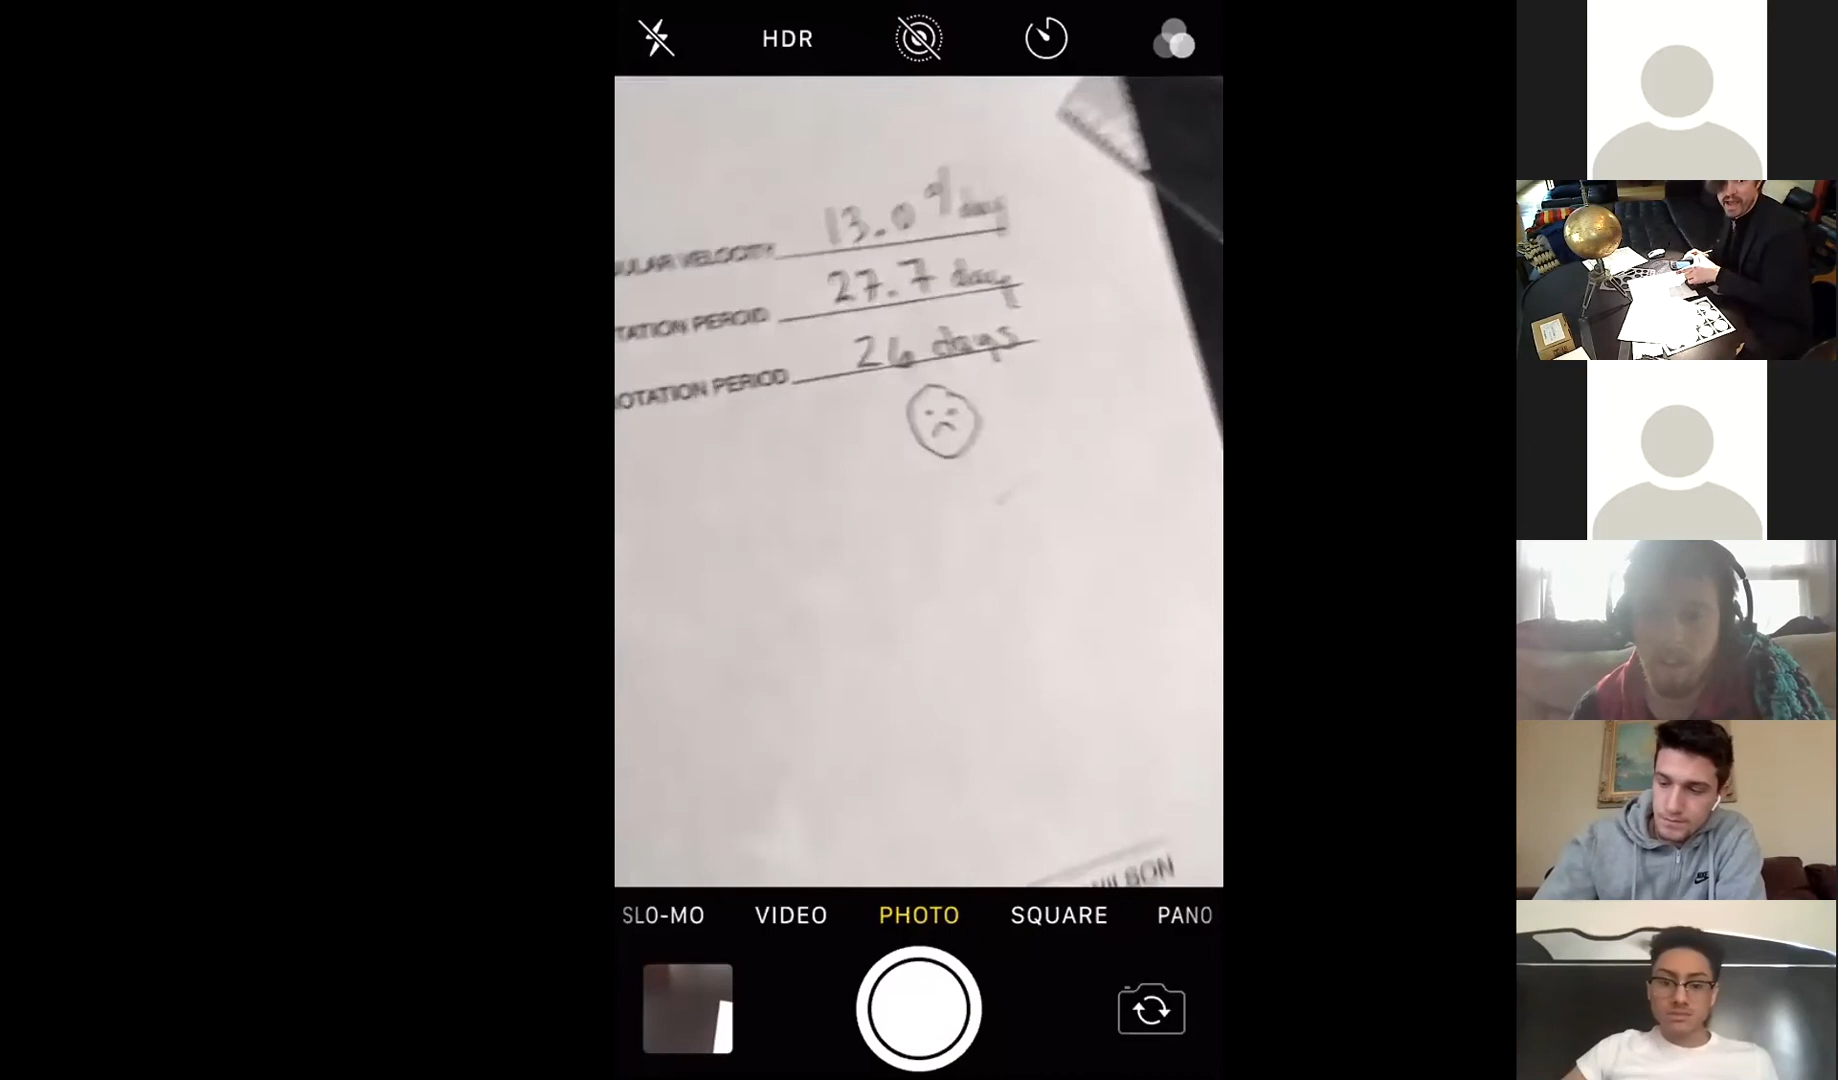 HDR
13.0°/day
ULAR VELOCITY
27.7 days
TATION PEROID
26 days
OTATION PERIOD
SLO-MO VIDEO PHOTO SQUARE PANO